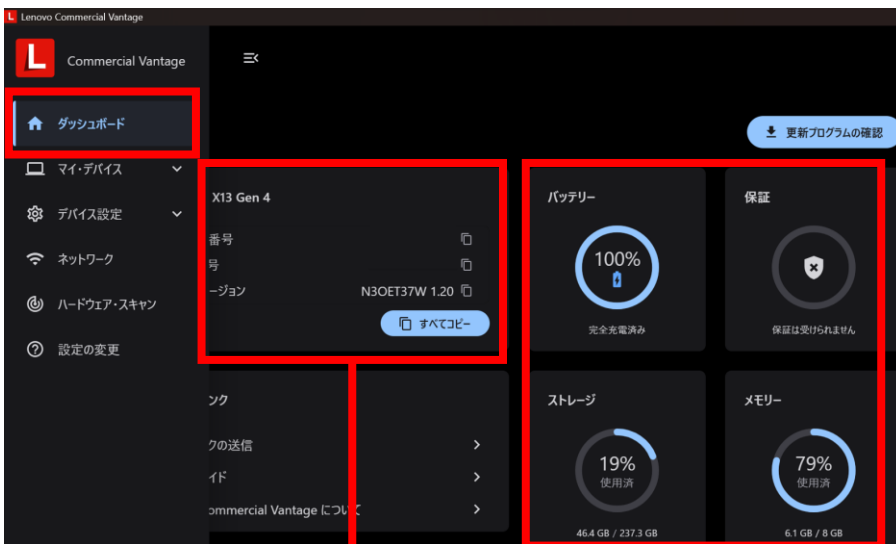 Lenovo Commercial Vantage
Commercial Vantage
ダッシュボード
マイ・デバイス
デバイス設定
ネットワーク
ハードウェア・スキャン
設定の変更
更新プログラムの確認
X13 Gen 4
番号
号
ージョン N3OET37W 1.20
すべてコピー
ンク
クの送信
イド
ommercial Vantage について
バッテリー
100%
完全充電済み
保証
保証は受けられません
ストレージ
19%
使用済
46.4 GB / 237.3 GB
メモリー
79%
使用済
6.1 GB / 8 GB